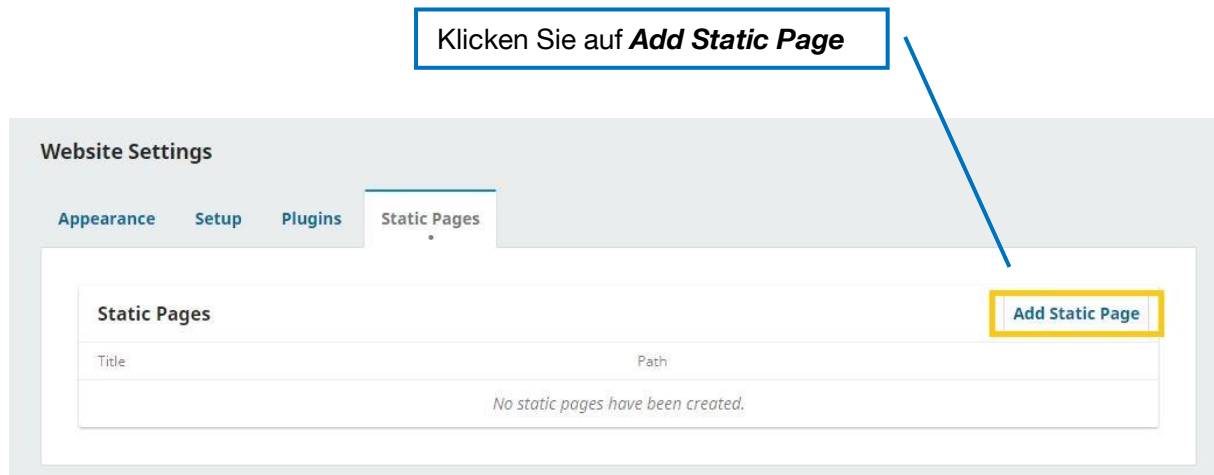 Klicken Sie auf Add Static Page
Website Settings
Appearance Setup Plugins Static Pages
Static Pages Add Static Page
Title Path
No static pages have been created.